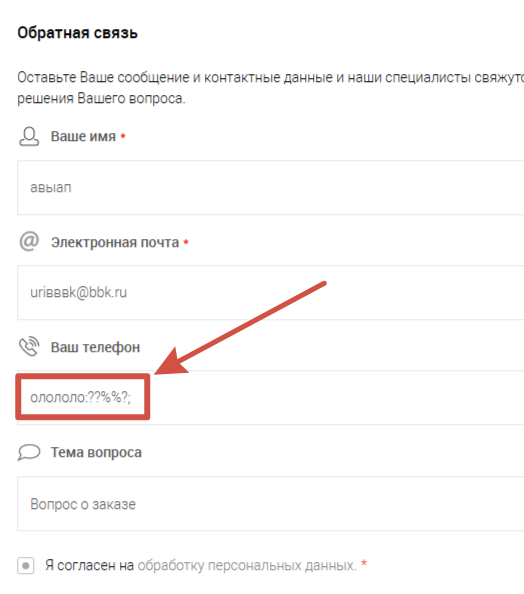 Обратная связь
Оставьте Ваше сообщение и контактные данные и наши специалисты свяжутс
решения Вашего вопроса.
Ваше имя *
авыап
@ Электронная почта *
uriвввk@bbk.ru
Ваш телефон
олололо:??%%?;
Тема вопроса
Вопрос о заказе
Я согласен на обработку персональных данных. *